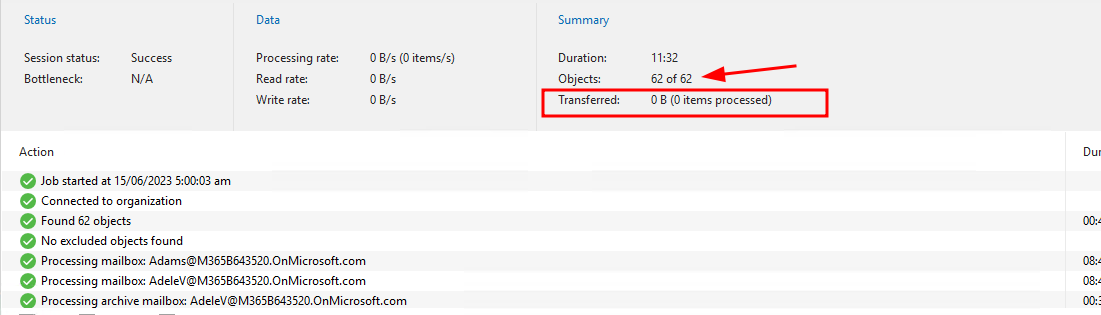 Status Data Summary
Session status: Success Processing rate: 0 B/s (0 items/s) Duration: 11:32
Bottleneck: N/A Read rate: 0 B/s Objects: 62 of 62
Write rate: 0 B/s Transferred: 0 B (0 items processed)
Action Du
Job started at 15/06/2023 5:00:03 am
Connected to organization
Found 62 objects 00:4
No excluded objects found
Processing mailbox: Adams@M365B643520.OnMicrosoft.com 08:4
Processing mailbox: AdeleV@M365B643520.OnMicrosoft.com 08:4
Processing archive mailbox: AdeleV@M365B643520.OnMicrosoft.com 00:3